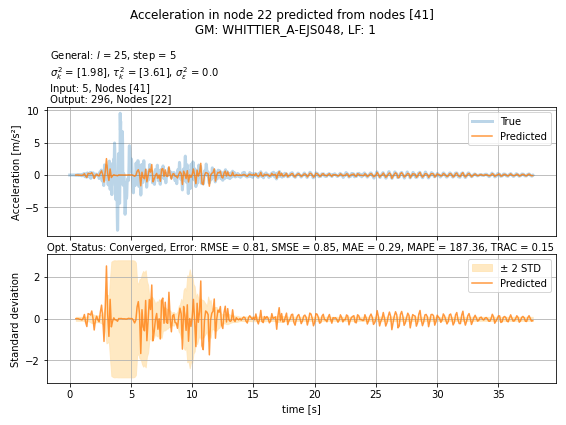 Acceleration in node 22 predicted from nodes [41]
GM: WHITTIER_A-EJS048, LF: 1
General: l = 25, step = 5
σ²ₖ = [1.98], τ²ₖ = [3.61], σ²ε = 0.0
Input: 5, Nodes [41]
Output: 296, Nodes [22]
Acceleration [m/s²]
10
5
0
−5
True
Predicted
Opt. Status: Converged, Error: RMSE = 0.81, SMSE = 0.85, MAE = 0.29, MAPE = 187.36, TRAC = 0.15
Standard deviation
2
0
−2
± 2 STD
Predicted
0 5 10 15 20 25 30 35
time [s]